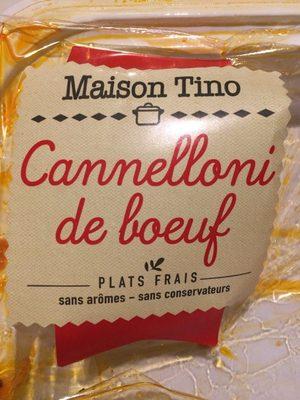 Maison Tino
Cannelloni
de boeuf
PLATS FRAIS
sans arômes – sans conservateurs